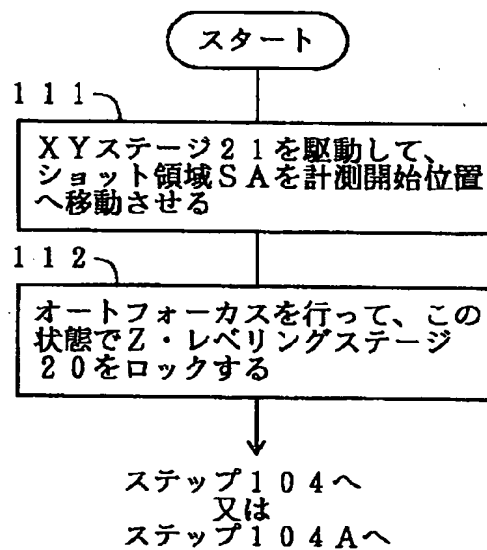 スタート
111
XYステージ21を駆動して、
ショット領域SAを計測開始位置
へ移動させる
112
オートフォーカスを行って、この
状態でZ・レベリングステージ
20をロックする
ステップ104へ
又は
ステップ104Aへ